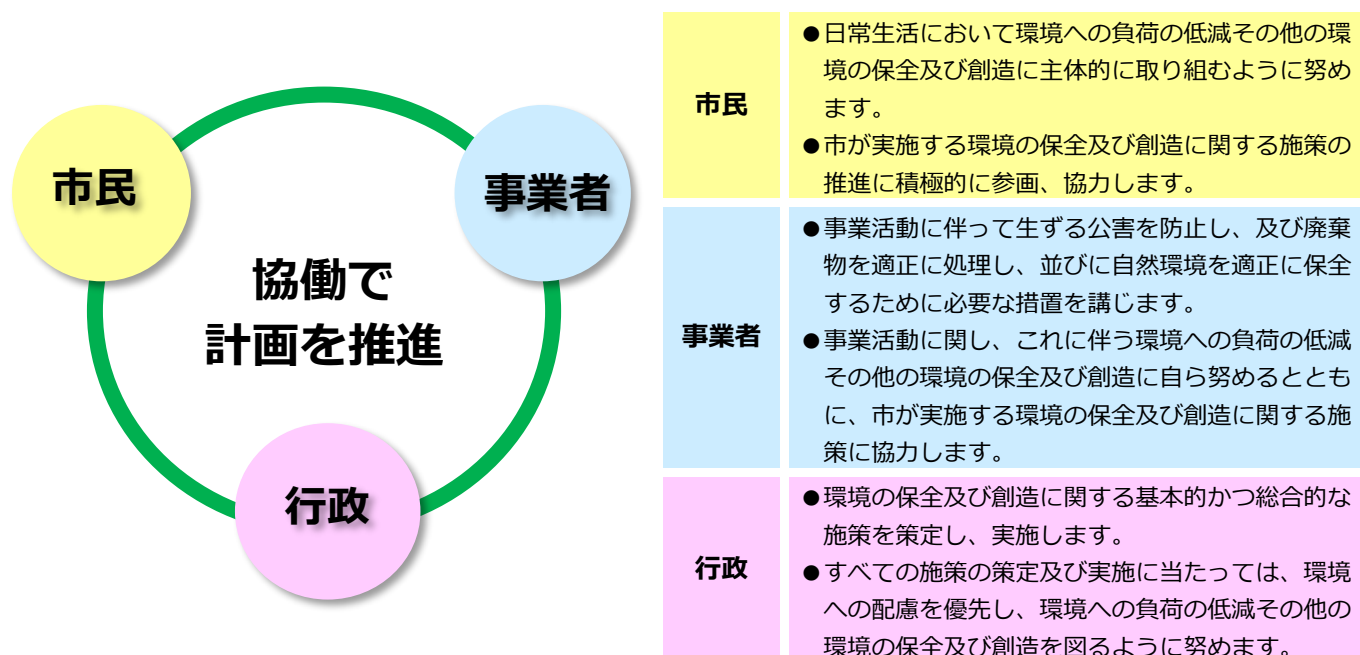 市民
事業者
協働で
計画を推進
行政
市民
●日常生活において環境への負荷の低減その他の環
境の保全及び創造に主体的に取り組むように努め
ます。
●市が実施する環境の保全及び創造に関する施策の
推進に積極的に参画、協力します。
事業者
●事業活動に伴って生ずる公害を防止し、及び廃棄
物を適正に処理し、並びに自然環境を適正に保全
するために必要な措置を講じます。
●事業活動に関し、これに伴う環境への負荷の低減
その他の環境の保全及び創造に自ら努めるととも
に、市が実施する環境の保全及び創造に関する施
策に協力します。
行政
●環境の保全及び創造に関する基本的かつ総合的な
施策を策定し、実施します。
●すべての施策の策定及び実施に当たっては、環境
への配慮を優先し、環境への負荷の低減その他の
環境の保全及び創造を図るように努めます。